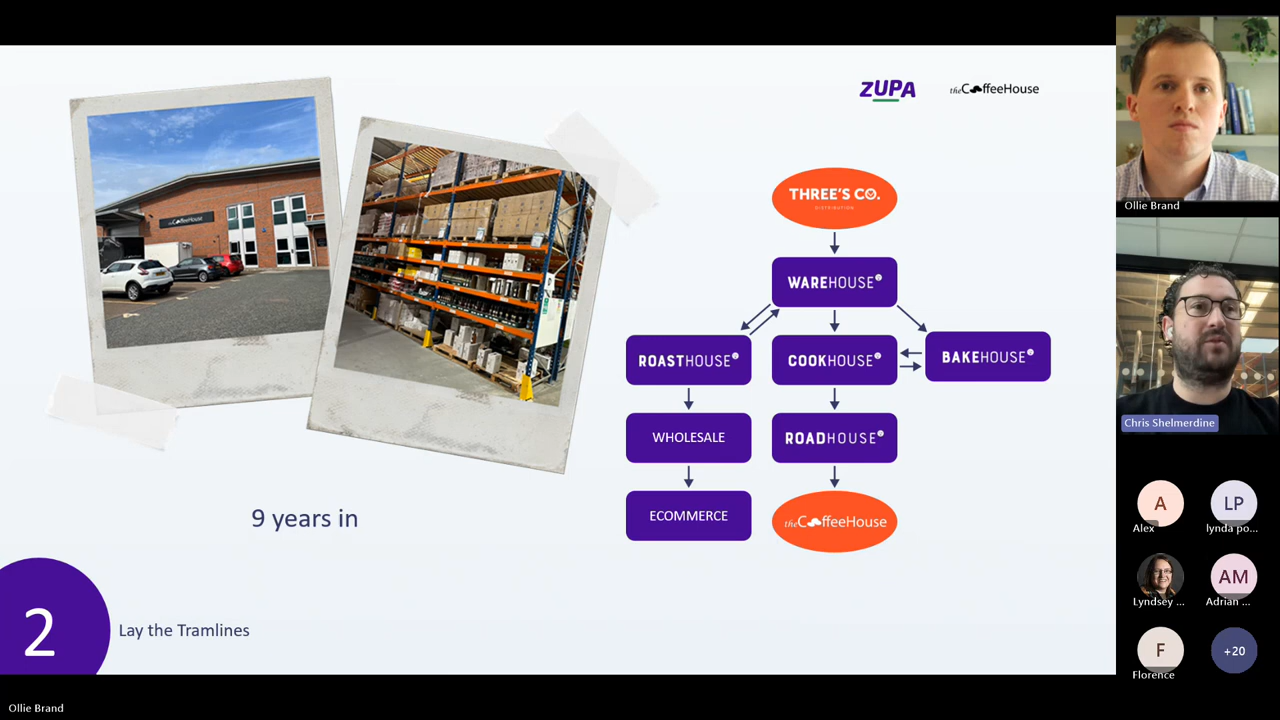 ZUPA
theCoffeeHouse
theCoffeeHouse
THREE'S CO.
DISTRIBUTION
WAREHOUSE
ROASTHOUSE
COOKHOUSE
BAKEHOUSE
WHOLESALE
ROADHOUSE
ECOMMERCE
theCoffeeHouse
9 years in
2
Lay the Tramlines
Ollie Brand
Ollie Brand
Chris Shelmerdine
A
LP
Alex
lynda po...
AM
Lyndsey ...
Adrian ...
F
+20
Florence